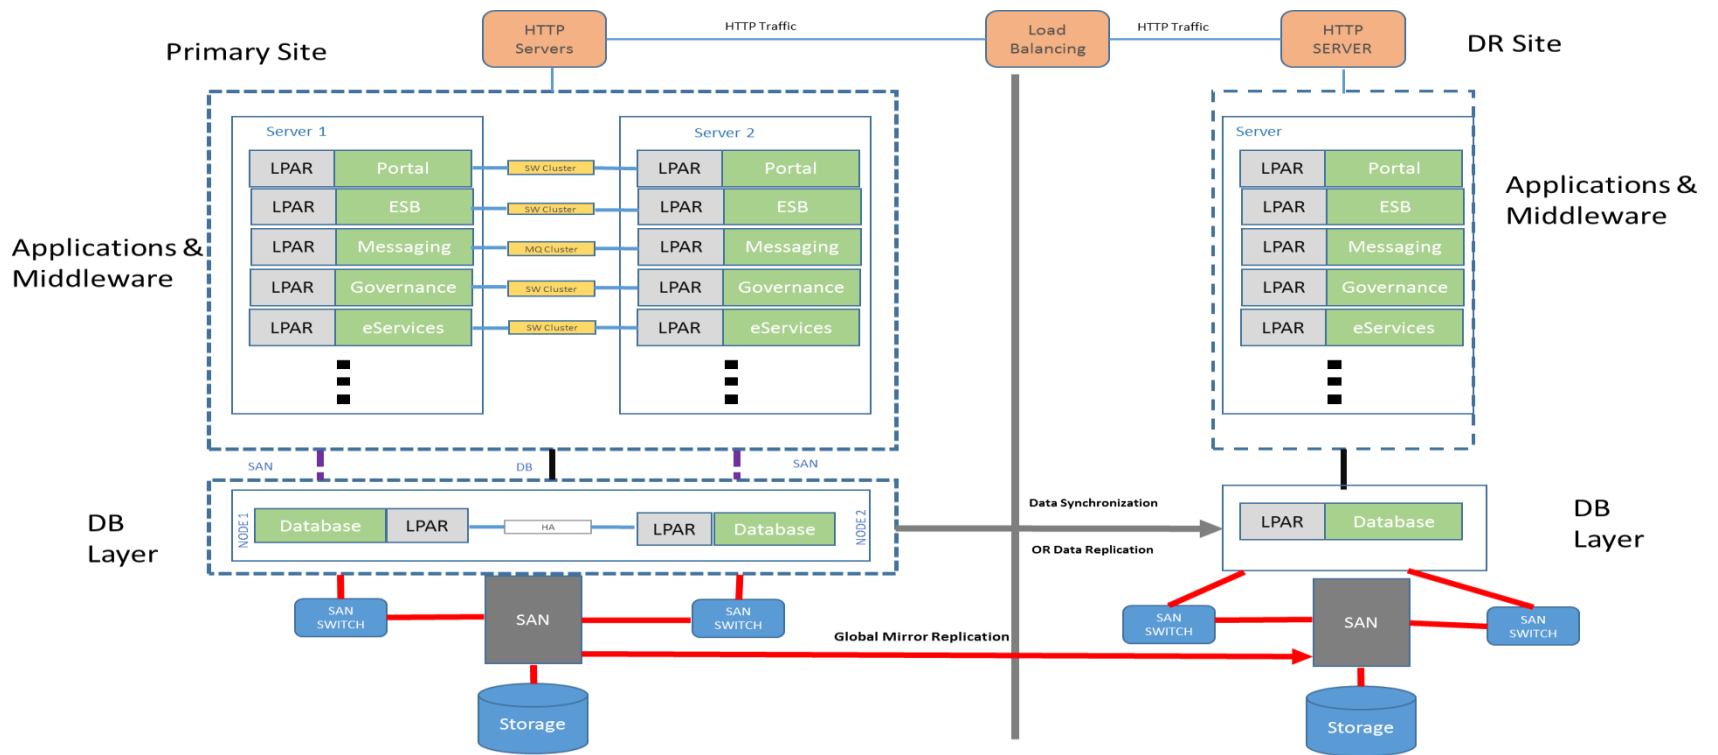 Primary Site
HTTP
Servers
HTTP Traffic
Load
Balancing
HTTP Traffic
HTTP
SERVER
DR Site
Applications &
Middleware
Server 1
LPAR
Portal
LPAR
ESB
LPAR
Messaging
LPAR
Governance
LPAR
eServices
SW Cluster
SW Cluster
MQ Cluster
SW Cluster
SW Cluster
Server 2
LPAR
Portal
LPAR
ESB
LPAR
Messaging
LPAR
Governance
LPAR
eServices
Server
LPAR
Portal
LPAR
ESB
LPAR
Messaging
LPAR
Governance
LPAR
eServices
Applications &
Middleware
SAN
DB
SAN
DB
Layer
NODE 1
Database
LPAR
HA
LPAR
Database
NODE 2
Data Synchronization
OR Data Replication
LPAR
Database
DB
Layer
SAN
SWITCH
SAN
SAN
SWITCH
Global Mirror Replication
SAN
SWITCH
SAN
SAN
SWITCH
Storage
Storage